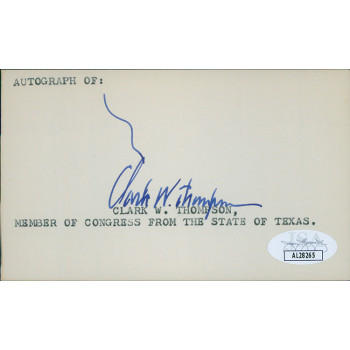 AUTOGRAPH OF:
Clark W. Thompson
CLARK W. THOMPSON,
MEMBER OF CONGRESS FROM THE STATE OF TEXAS.
JSA
AL28265